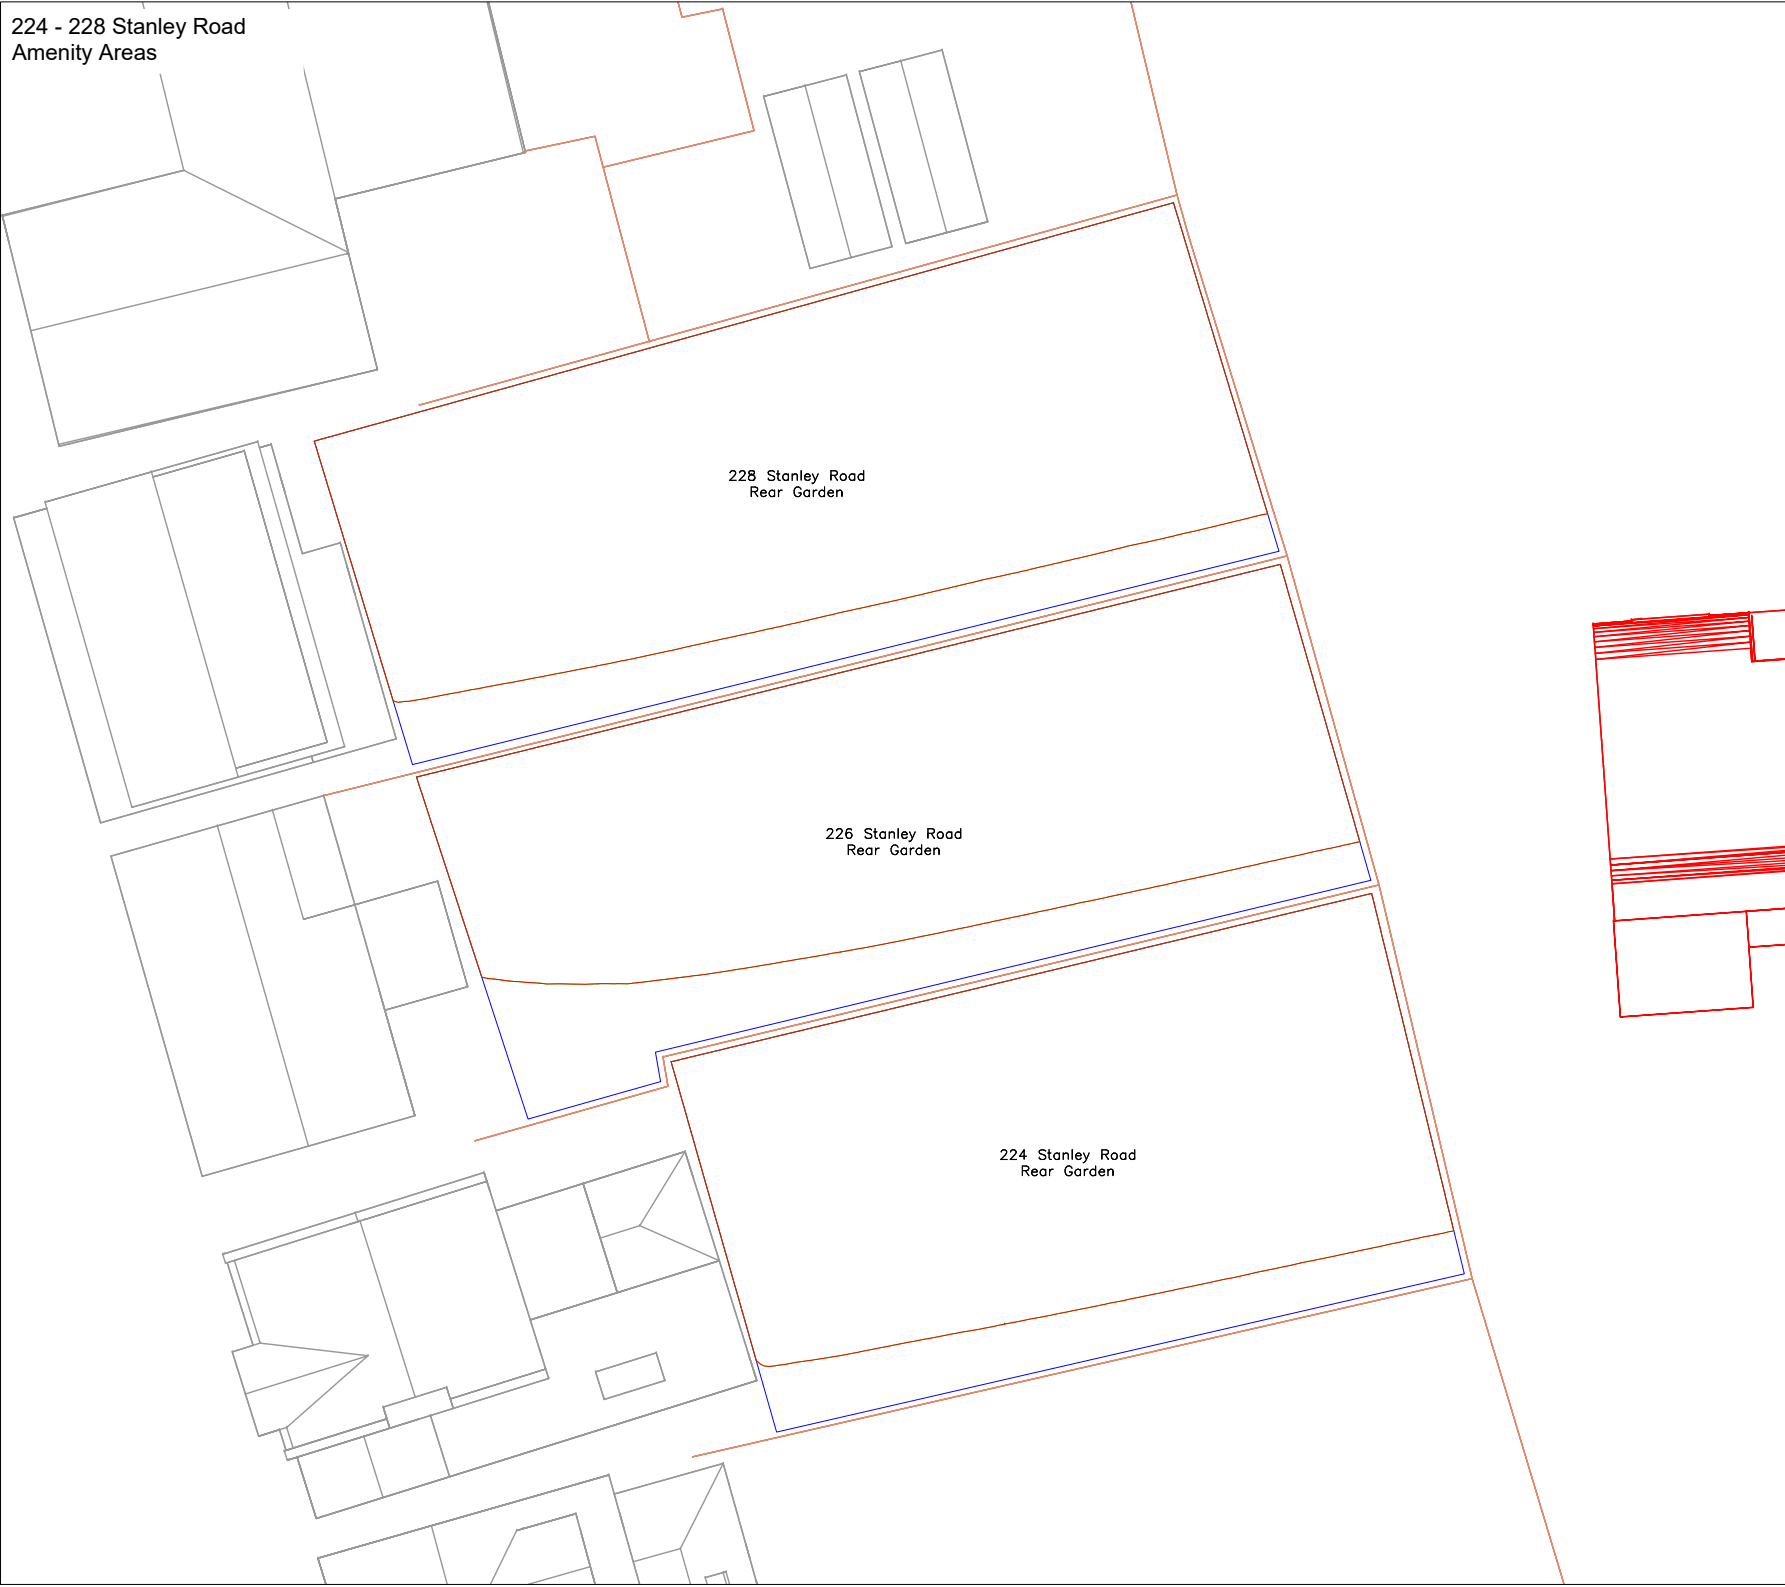 224 - 228 Stanley Road
Amenity Areas
228 Stanley Road
Rear Garden
226 Stanley Road
Rear Garden
224 Stanley Road
Rear Garden